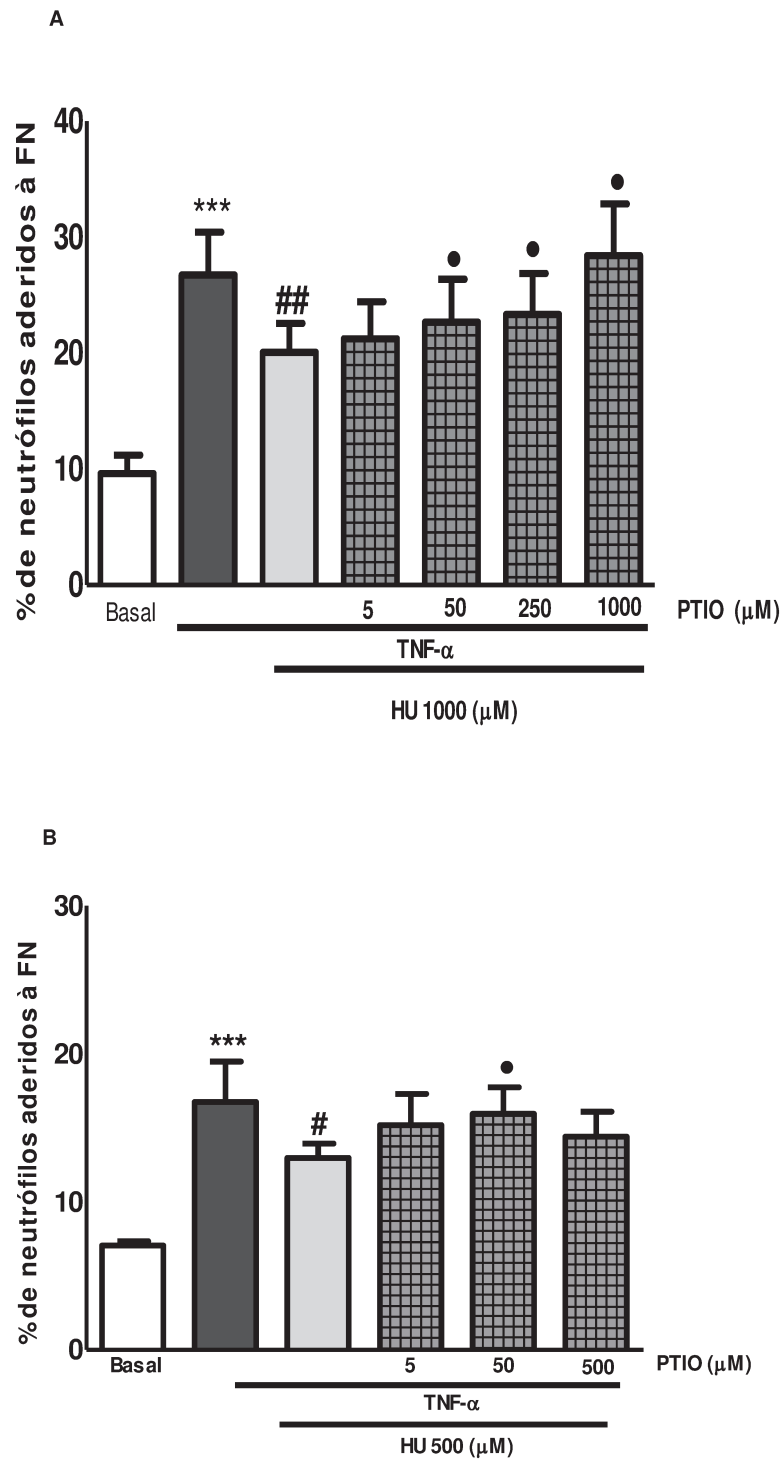 A
% de neutrófilos aderidos à FN
40
30
20
10
0
***
##
Basal 5 50 250 1000 PTIO (µM)
TNF-α
HU 1000 (µM)
B
% de neutrófilos aderidos à FN
30
20
10
0
***
#
Basal 5 50 500 PTIO (µM)
TNF-α
HU 500 (µM)